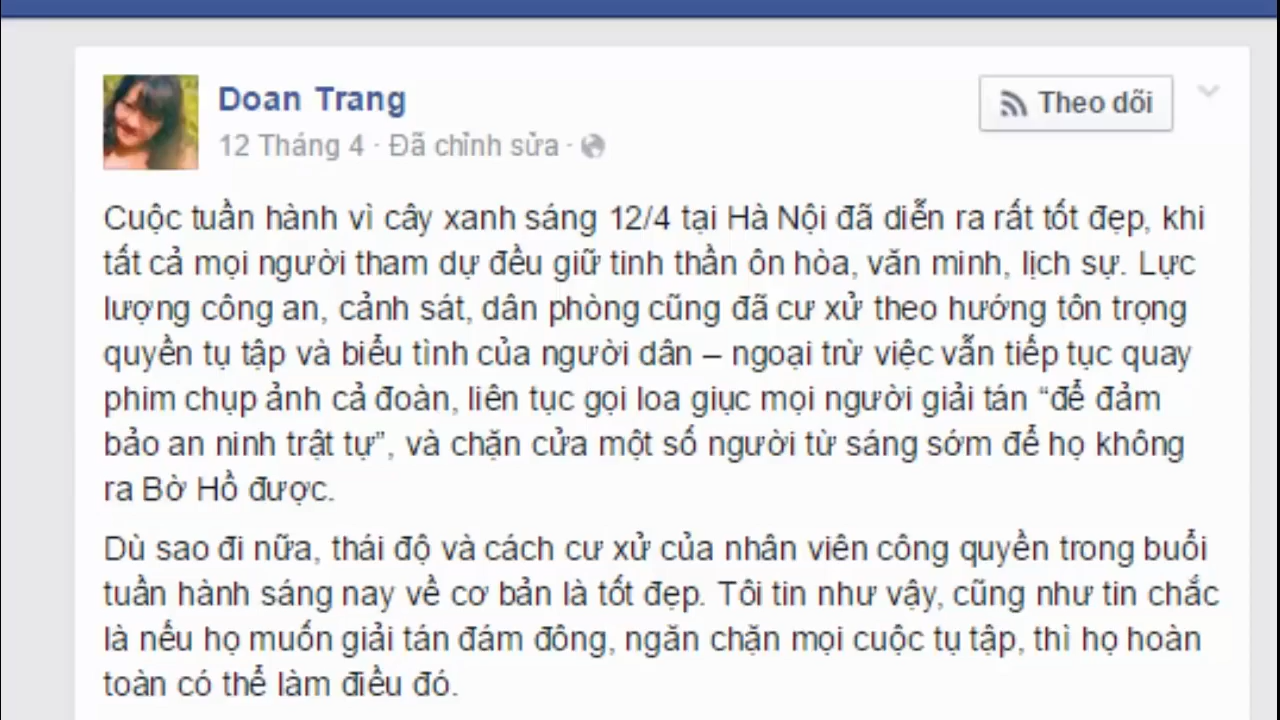 Doan Trang
Theo dõi
12 Tháng 4 · Đã chỉnh sửa ·
Cuộc tuần hành vì cây xanh sáng 12/4 tại Hà Nội đã diễn ra rất tốt đẹp, khi
tất cả mọi người tham dự đều giữ tinh thần ôn hòa, văn minh, lịch sự. Lực
lượng công an, cảnh sát, dân phòng cũng đã cư xử theo hướng tôn trọng
quyền tụ tập và biểu tình của người dân – ngoại trừ việc vẫn tiếp tục quay
phim chụp ảnh cả đoàn, liên tục gọi loa giục mọi người giải tán “để đảm
bảo an ninh trật tự”, và chặn cửa một số người từ sáng sớm để họ không
ra Bờ Hồ được.
Dù sao đi nữa, thái độ và cách cư xử của nhân viên công quyền trong buổi
tuần hành sáng nay về cơ bản là tốt đẹp. Tôi tin như vậy, cũng như tin chắc
là nếu họ muốn giải tán đám đông, ngăn chặn mọi cuộc tụ tập, thì họ hoàn
toàn có thể làm điều đó.